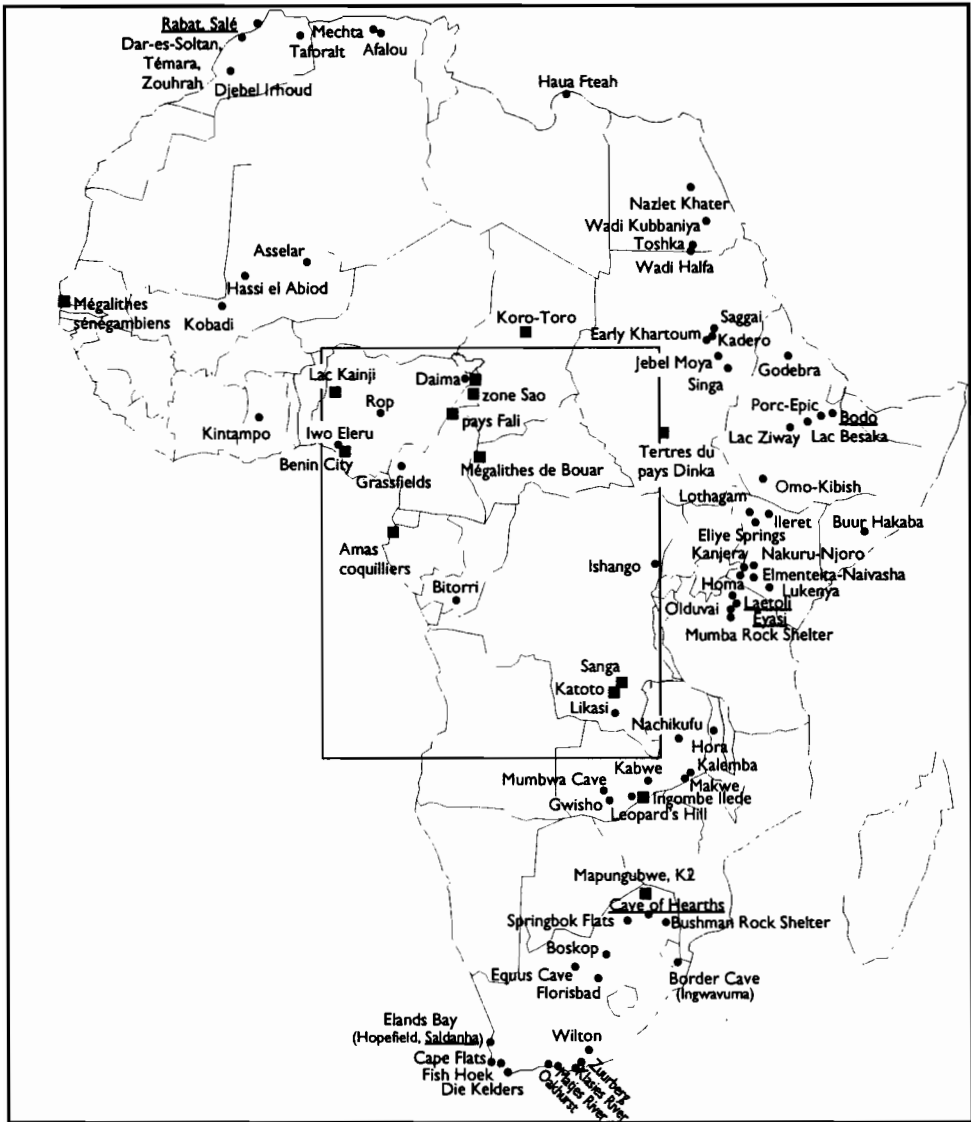 Rabat, Salé
Dar-es-Soltan,
Témara,
Zouhrah
Djebel Irhoud
Taforalt
Mechta
Afalou
Haua Fteah
Nazlet Khater
Wadi Kubbaniya
Toshka
Wadi Halfa
Asselar
Hassi el Abiod
Kobadi
Mégalithes
sénégambiens
Koro-Toro
Saggai
Early Khartoum
Kadero
Jebel Moya
Singa
Godebra
Lac Kainji
Daima
zone Sao
Rop
pays Fali
Kintampo
Iwo Eleru
Benin City
Grassfields
Mégalithes de Bouar
Tertres du
pays Dinka
Porc-Epic
Bodo
Lac Ziway
Lac Besaka
Omo-Kibish
Lothagam
Ileret
Buur Hakaba
Eliye Springs
Kanjera
Nakuru-Njoro
Elmenteita-Naivasha
Homa
Lukenya
Olduvai
Laetoli
Eyasi
Mumba Rock Shelter
Amas
coquilliers
Ishango
Bitorri
Sanga
Katoto
Likasi
Nachikufu
Hora
Kalemba
Makwe
Kabwe
Mumbwa Cave
Gwisho
Ingombe Ilede
Leopard's Hill
Mapungubwe, K2
Cave of Hearths
Springbok Flats
Bushman Rock Shelter
Boskop
Equus Cave
Florisbad
Border Cave
(Ingwavuma)
Elands Bay
(Hopefield, Saldanha)
Cape Flats
Fish Hoek
Die Kelders
Wilton
Zuurberg
Klasies River
Matjes River
Oakhurst